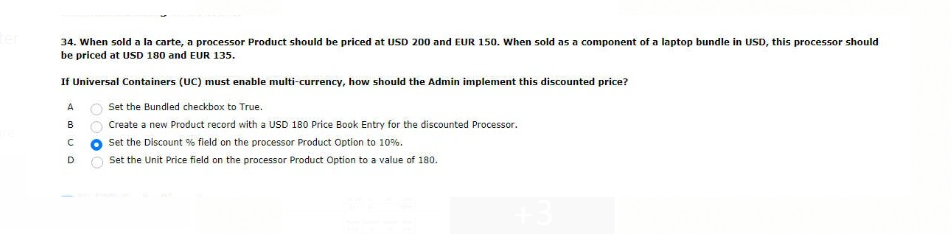 34. When sold a la carte, a processor Product should be priced at USD 200 and EUR 150. When sold as a component of a laptop bundle in USD, this processor should
be priced at USD 180 and EUR 135.
If Universal Containers (UC) must enable multi-currency, how should the Admin implement this discounted price?
A Set the Bundled checkbox to True.
B Create a new Product record with a USD 180 Price Book Entry for the discounted Processor.
C Set the Discount % field on the processor Product Option to 10%.
D Set the Unit Price field on the processor Product Option to a value of 180.
+3